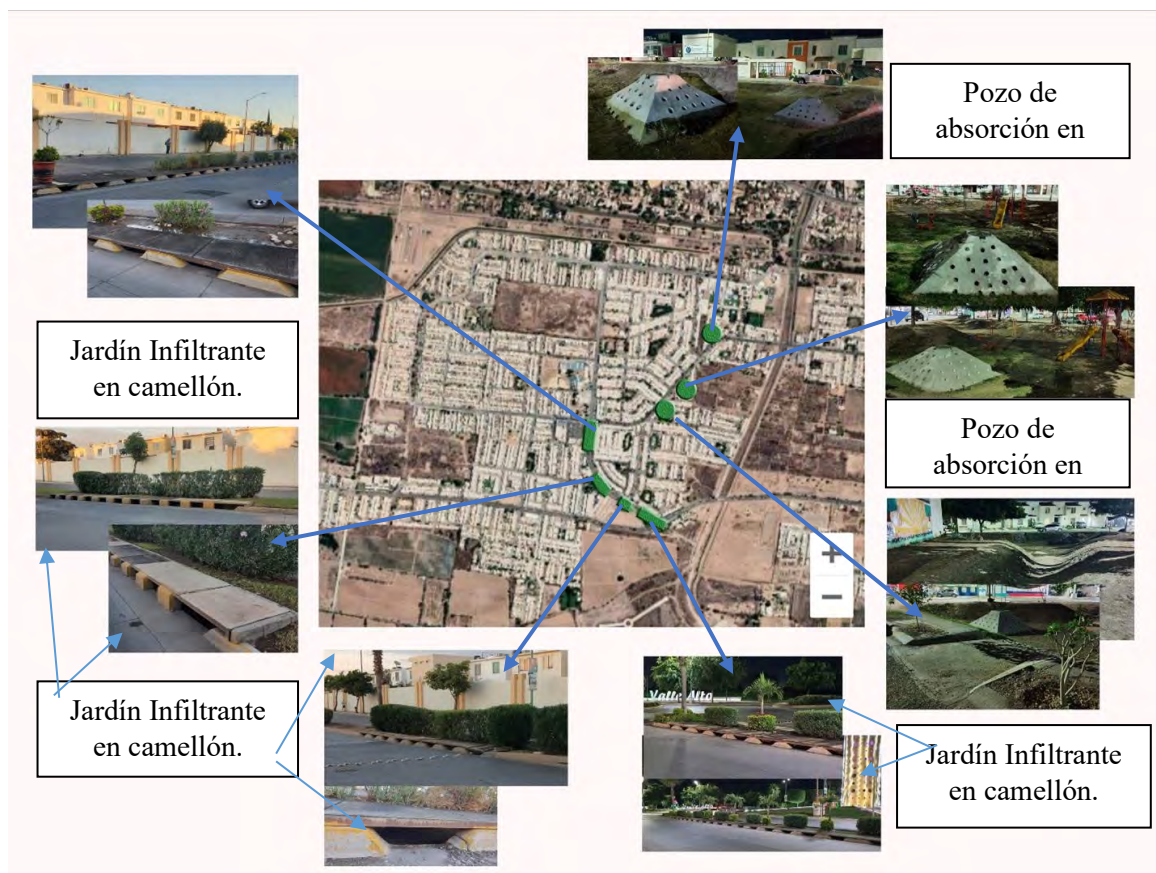 Pozo de
absorción en
Jardín Infiltrante
en camellón.
Pozo de
absorción en
Jardín Infiltrante
en camellón.
Valle Alto
Jardín Infiltrante
en camellón.
+
−